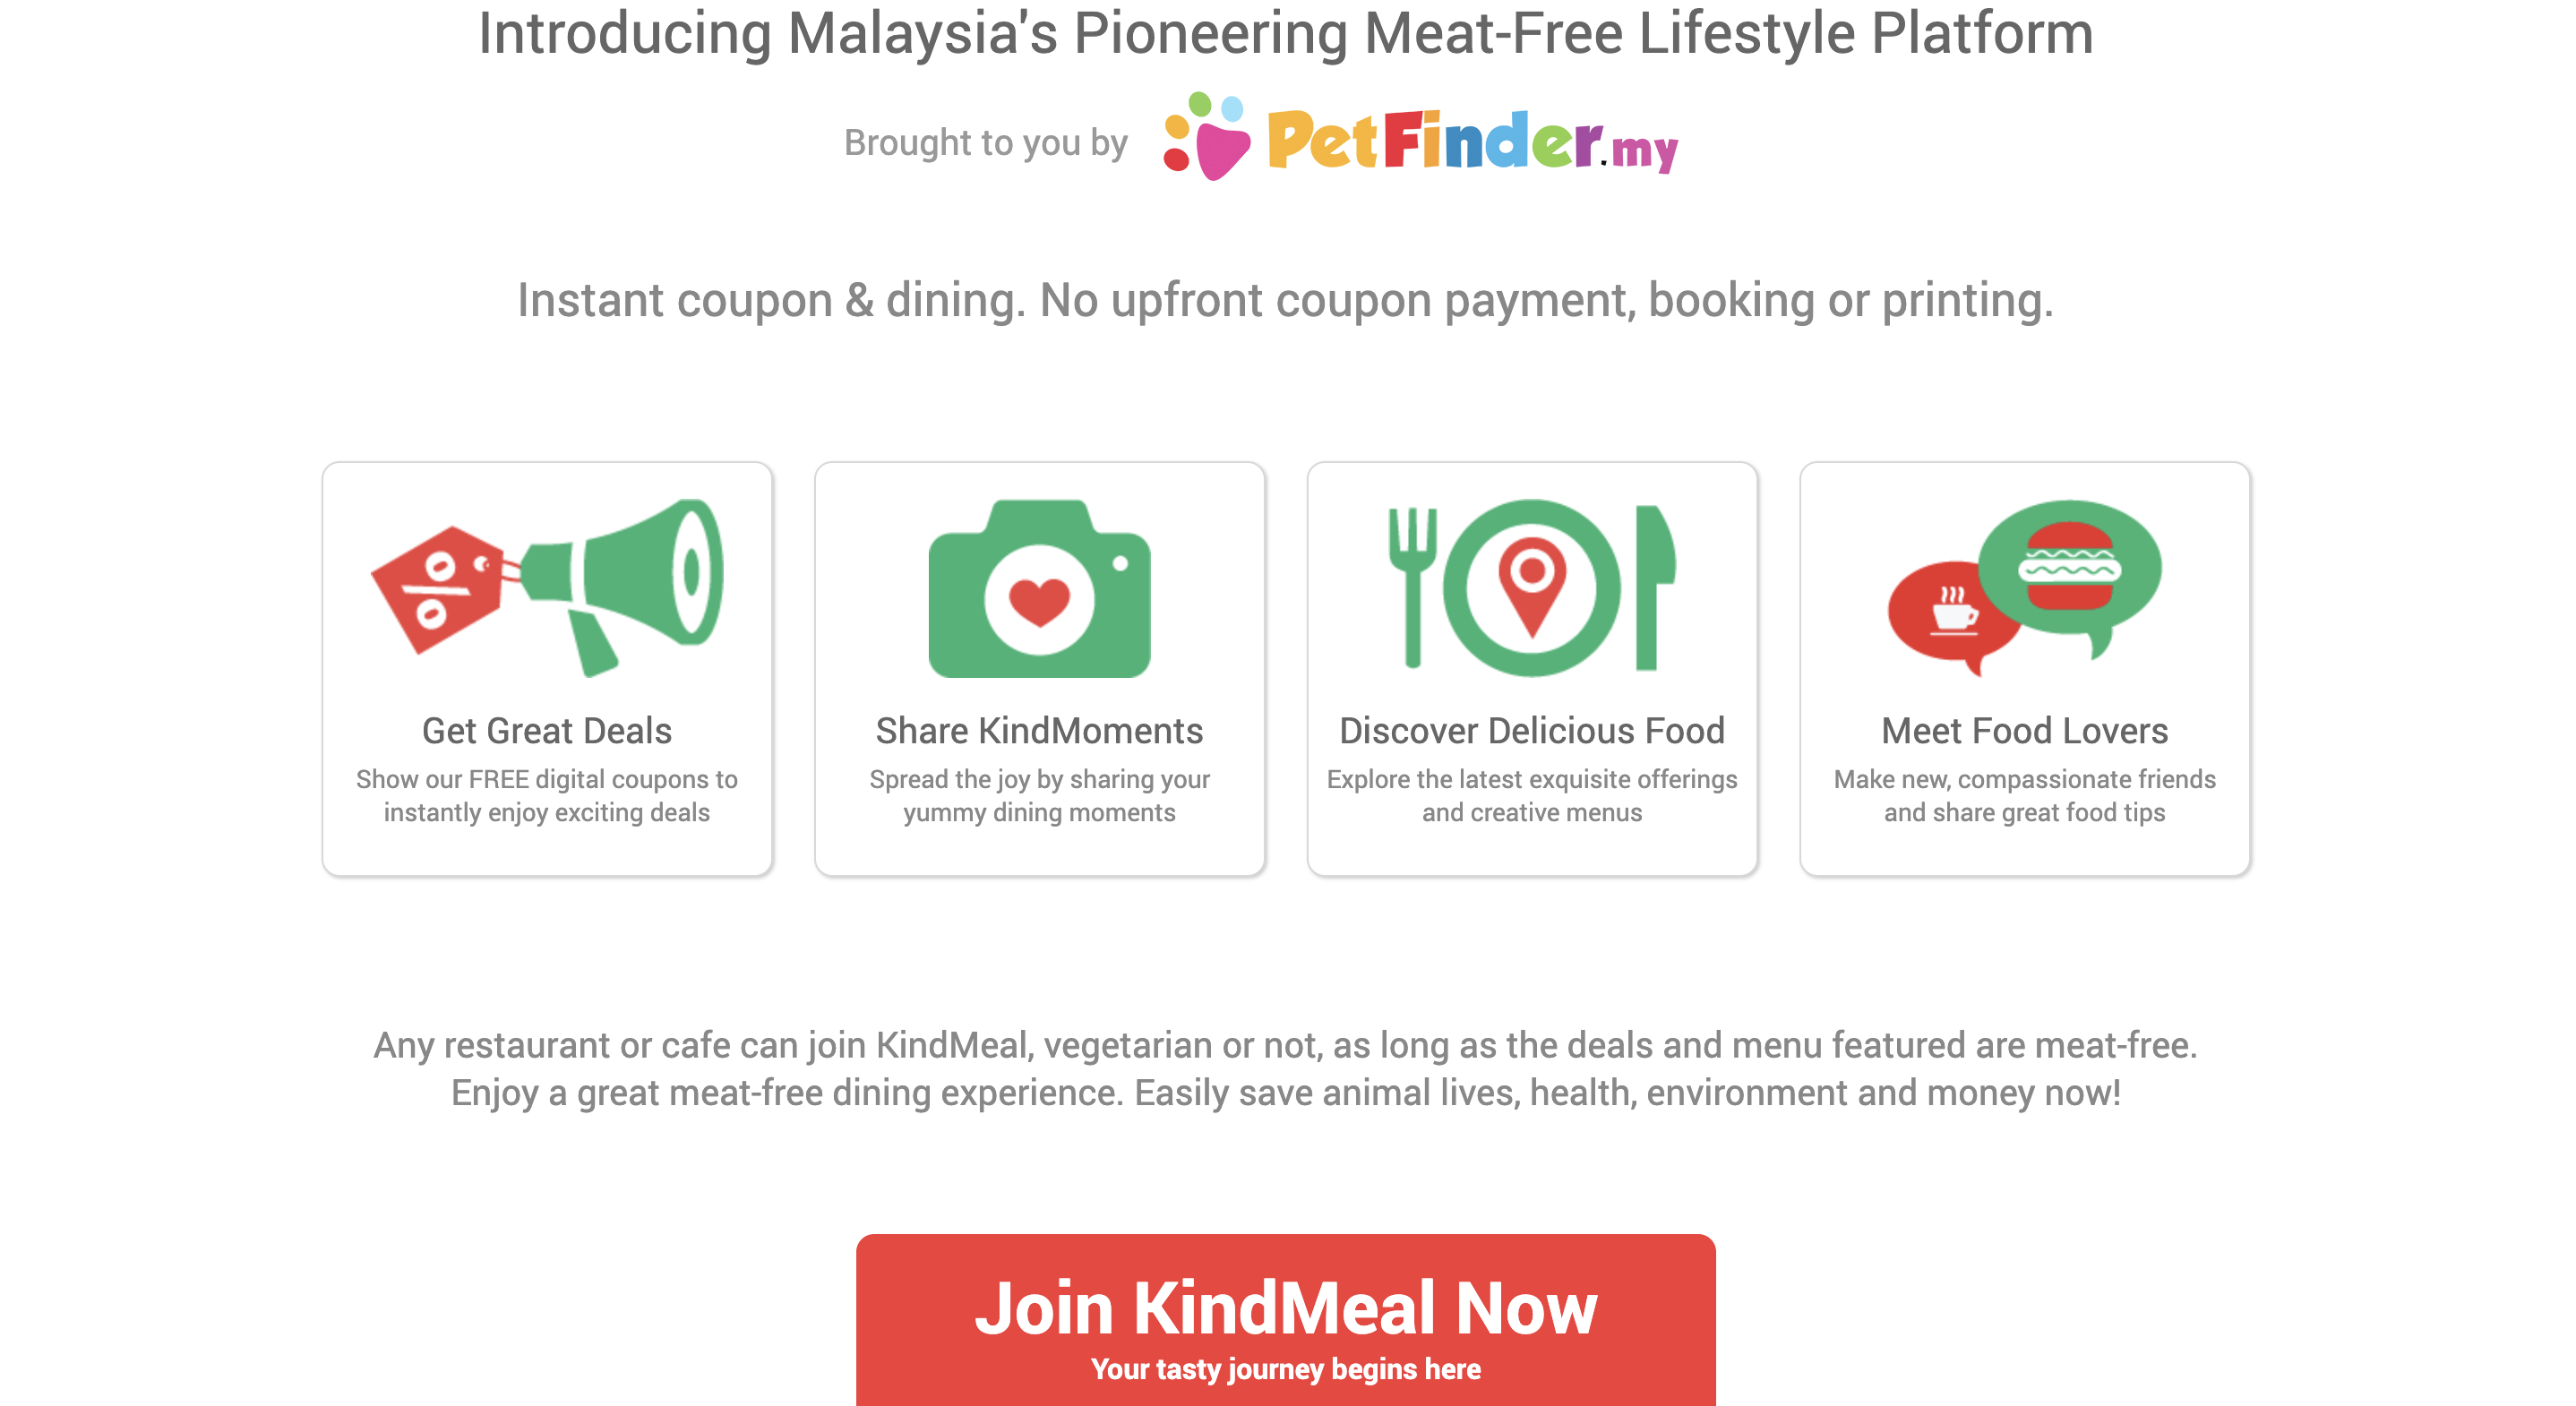 Introducing Malaysia's Pioneering Meat-Free Lifestyle Platform
Brought to you by PetFinder.my
Instant coupon & dining. No upfront coupon payment, booking or printing.
Get Great Deals
Show our FREE digital coupons to
instantly enjoy exciting deals
Share KindMoments
Spread the joy by sharing your
yummy dining moments
Discover Delicious Food
Explore the latest exquisite offerings
and creative menus
Meet Food Lovers
Make new, compassionate friends
and share great food tips
Any restaurant or cafe can join KindMeal, vegetarian or not, as long as the deals and menu featured are meat-free.
Enjoy a great meat-free dining experience. Easily save animal lives, health, environment and money now!
Join KindMeal Now
Your tasty journey begins here